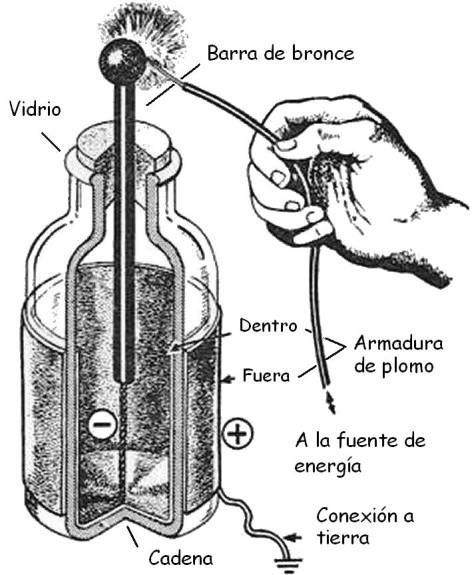 Barra de bronce
Vidrio
Dentro
Armadura
de plomo
Fuera
−
+
A la fuente de
energía
Conexión a
tierra
Cadena